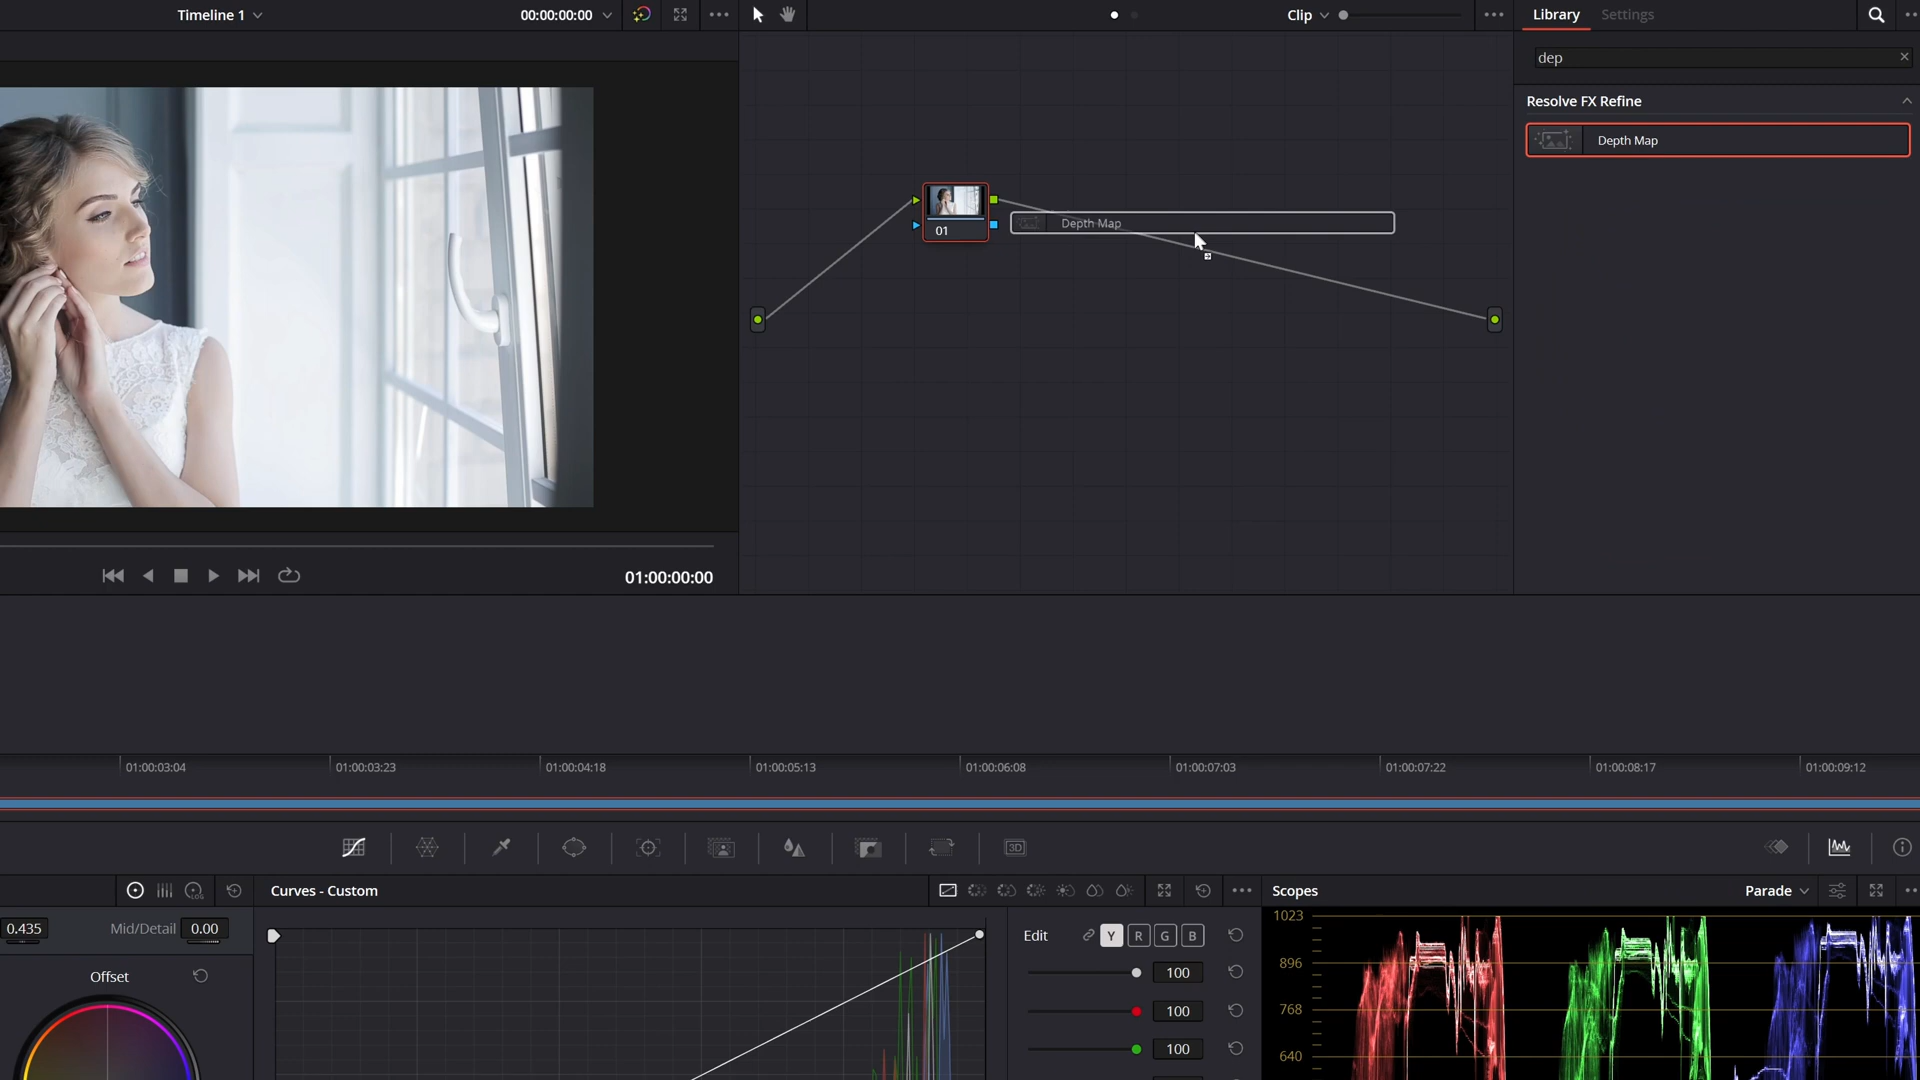 Timeline 1
00:00:00:00
Clip
Library
Settings
dep
Resolve FX Refine
Depth Map
01
Depth Map
01:00:00:00
01:00:03:04
01:00:03:23
01:00:04:18
01:00:05:13
01:00:06:08
01:00:07:03
01:00:07:22
01:00:08:17
01:00:09:12
3D
LOG
Curves - Custom
Scopes
Parade
0.435
Mid/Detail
0.00
Offset
Edit
Y
R
G
B
100
100
100
1023
896
768
640